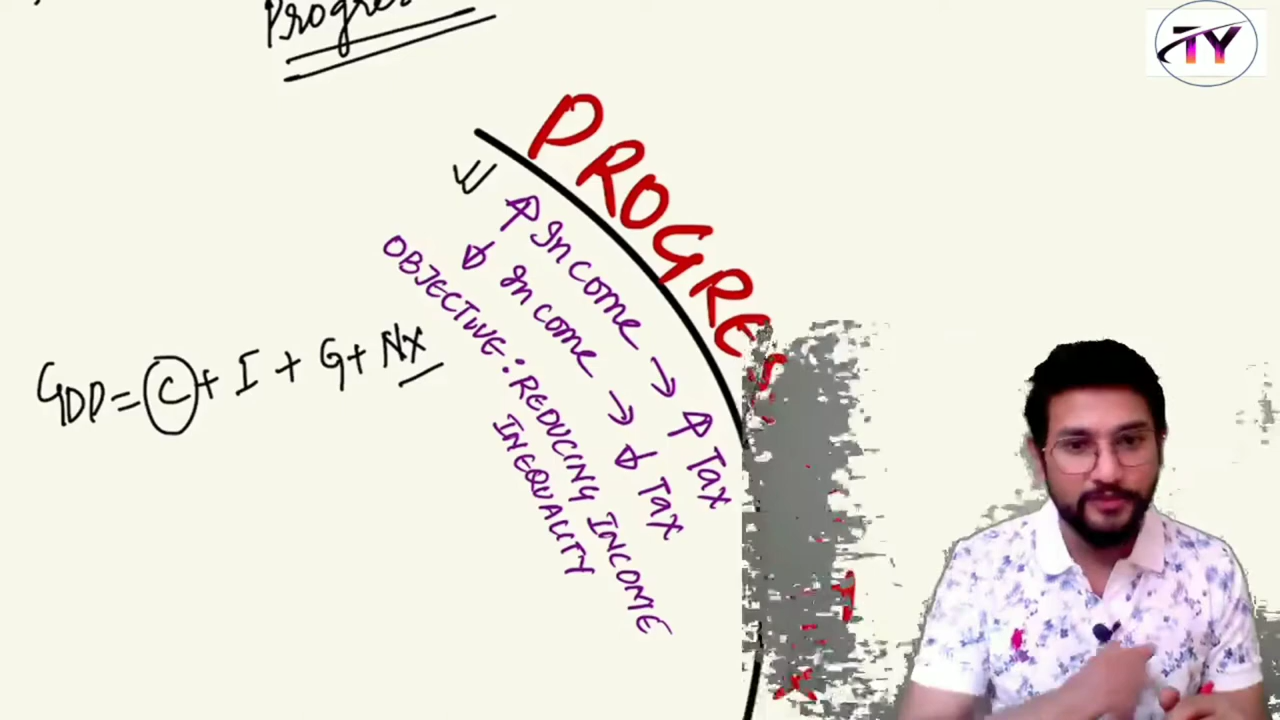 Progres
TY
PROGRES
↑ Income → ↑ Tax
↓ Income → ↓ Tax
OBJECTIVE : REDUCING INCOME
INEQUALITY
GDP = C + I + G + NX